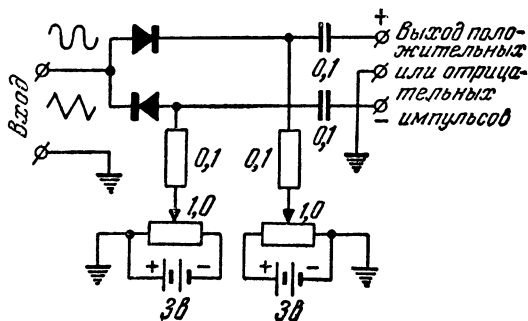 +
Выход поло-
жительных
или отрица-
тельных
− импульсов
Вход
0,1
0,1
0,1
0,1
1,0
1,0
+ −
+ −
3в
3в